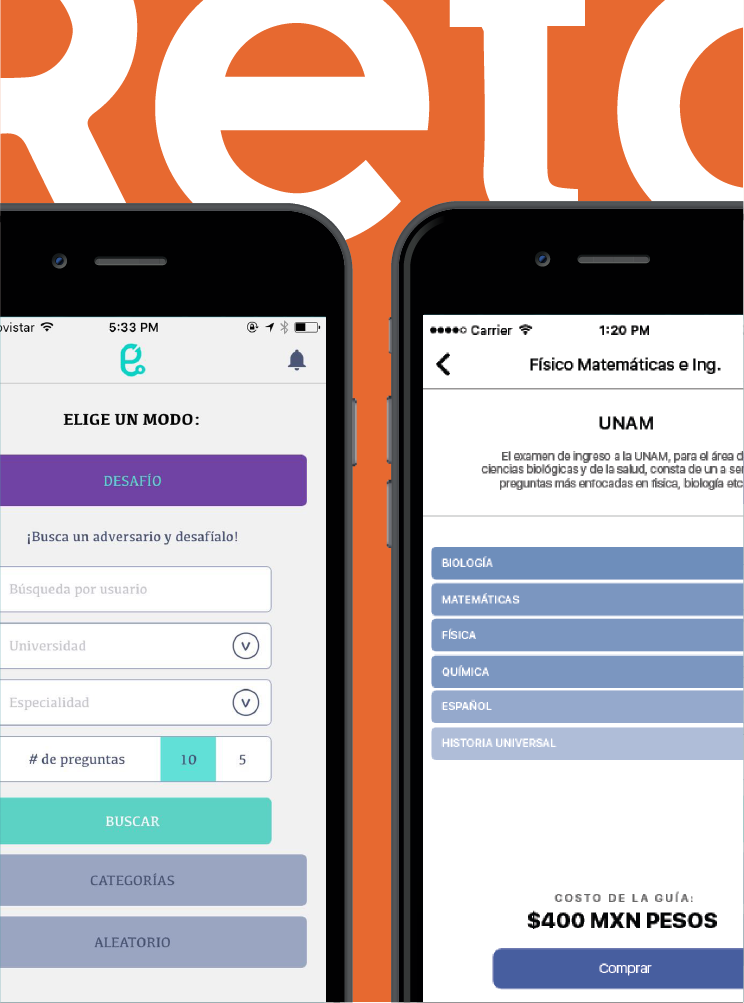 Reto
ovistar
5:33 PM
ELIGE UN MODO:
DESAFÍO
¡Busca un adversario y desafíalo!
Búsqueda por usuario
Universidad
V
Especialidad
V
# de preguntas 10 5
BUSCAR
CATEGORÍAS
ALEATORIO
Carrier
1:20 PM
Físico Matemáticas e Ing.
UNAM
El examen de ingreso a la UNAM, para el área d
ciencias biológicas y de la salud, consta de un a ser
preguntas más enfocadas en física, biología etc
BIOLOGÍA
MATEMÁTICAS
FÍSICA
QUÍMICA
ESPAÑOL
HISTORIA UNIVERSAL
COSTO DE LA GUÍA:
$400 MXN PESOS
Comprar